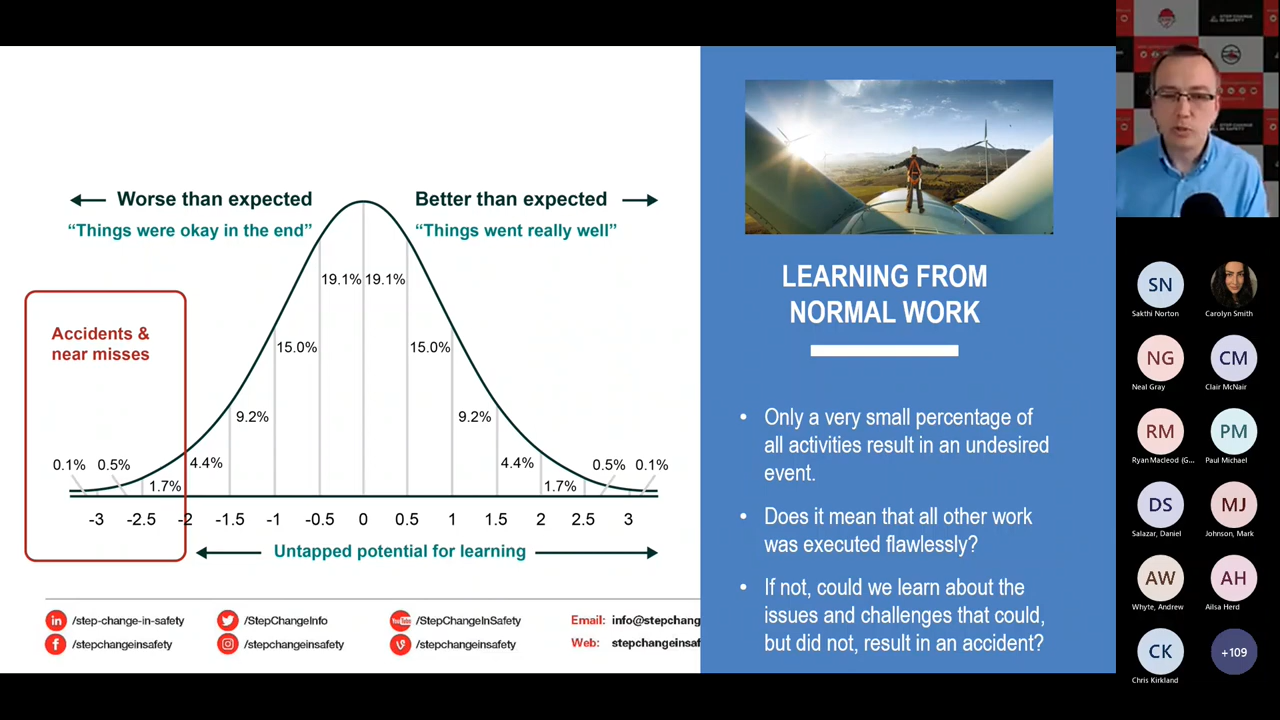 Worse than expected
Better than expected
“Things were okay in the end”
“Things went really well”
19.1%
19.1%
Accidents &
near misses
15.0%
15.0%
9.2%
9.2%
0.1%
0.5%
4.4%
4.4%
0.5%
0.1%
1.7%
1.7%
-3
-2.5
-2
-1.5
-1
-0.5
0
0.5
1
1.5
2
2.5
3
Untapped potential for learning
/step-change-in-safety
/StepChangeInfo
/StepChangeInSafety
Email: info@stepchang
/stepchangeinsafety
/stepchangeinsafety
/stepchangeinsafety
Web: stepchangeinsaf
LEARNING FROM
NORMAL WORK
• Only a very small percentage of
all activities result in an undesired
event.
• Does it mean that all other work
was executed flawlessly?
• If not, could we learn about the
issues and challenges that could,
but did not, result in an accident?
SN
Sakthi Norton
Carolyn Smith
NG
Neal Gray
CM
Clair McNair
RM
Ryan Macleod (G...
PM
Paul Michael
DS
Salazar, Daniel
MJ
Johnson, Mark
AW
Whyte, Andrew
AH
Ailsa Herd
CK
Chris Kirkland
+109